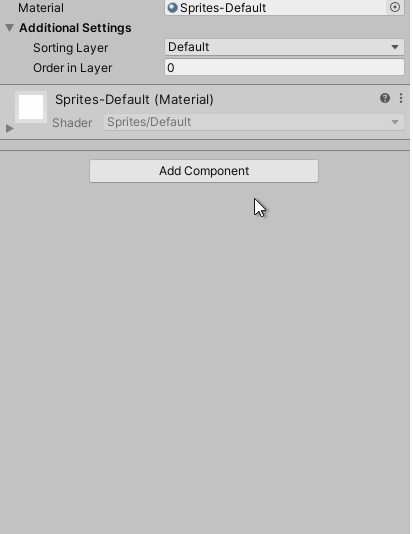 Material Sprites-Default
Additional Settings
Sorting Layer Default
Order in Layer 0
Sprites-Default (Material)
Shader Sprites/Default
Add Component